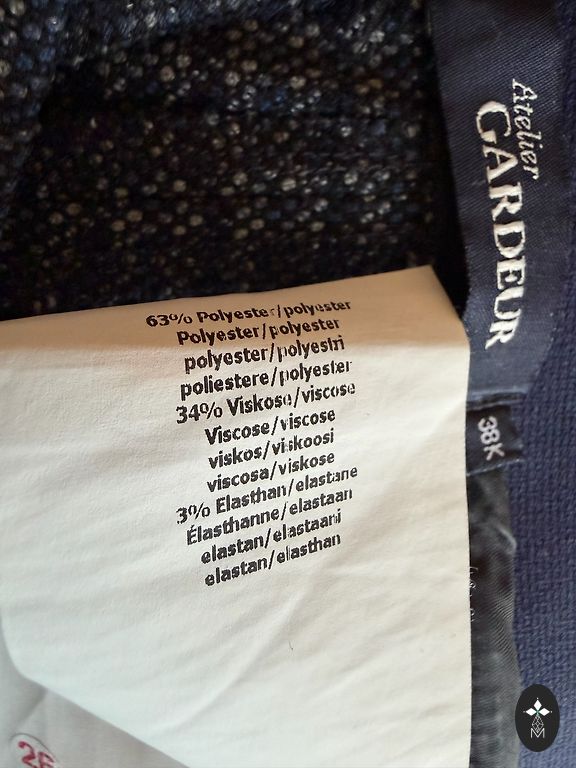 Atelier
GARDEUR
38K
63% Polyester/polyester
Polyester/polyester
polyester/polyestri
poliestere/polyester
34% Viskose/viscose
Viscose/viscose
viskos/viskoosi
viscosa/viskose
3% Elasthan/elastane
Élasthanne/elastaan
elastan/elastaani
elastan/elasthan
M